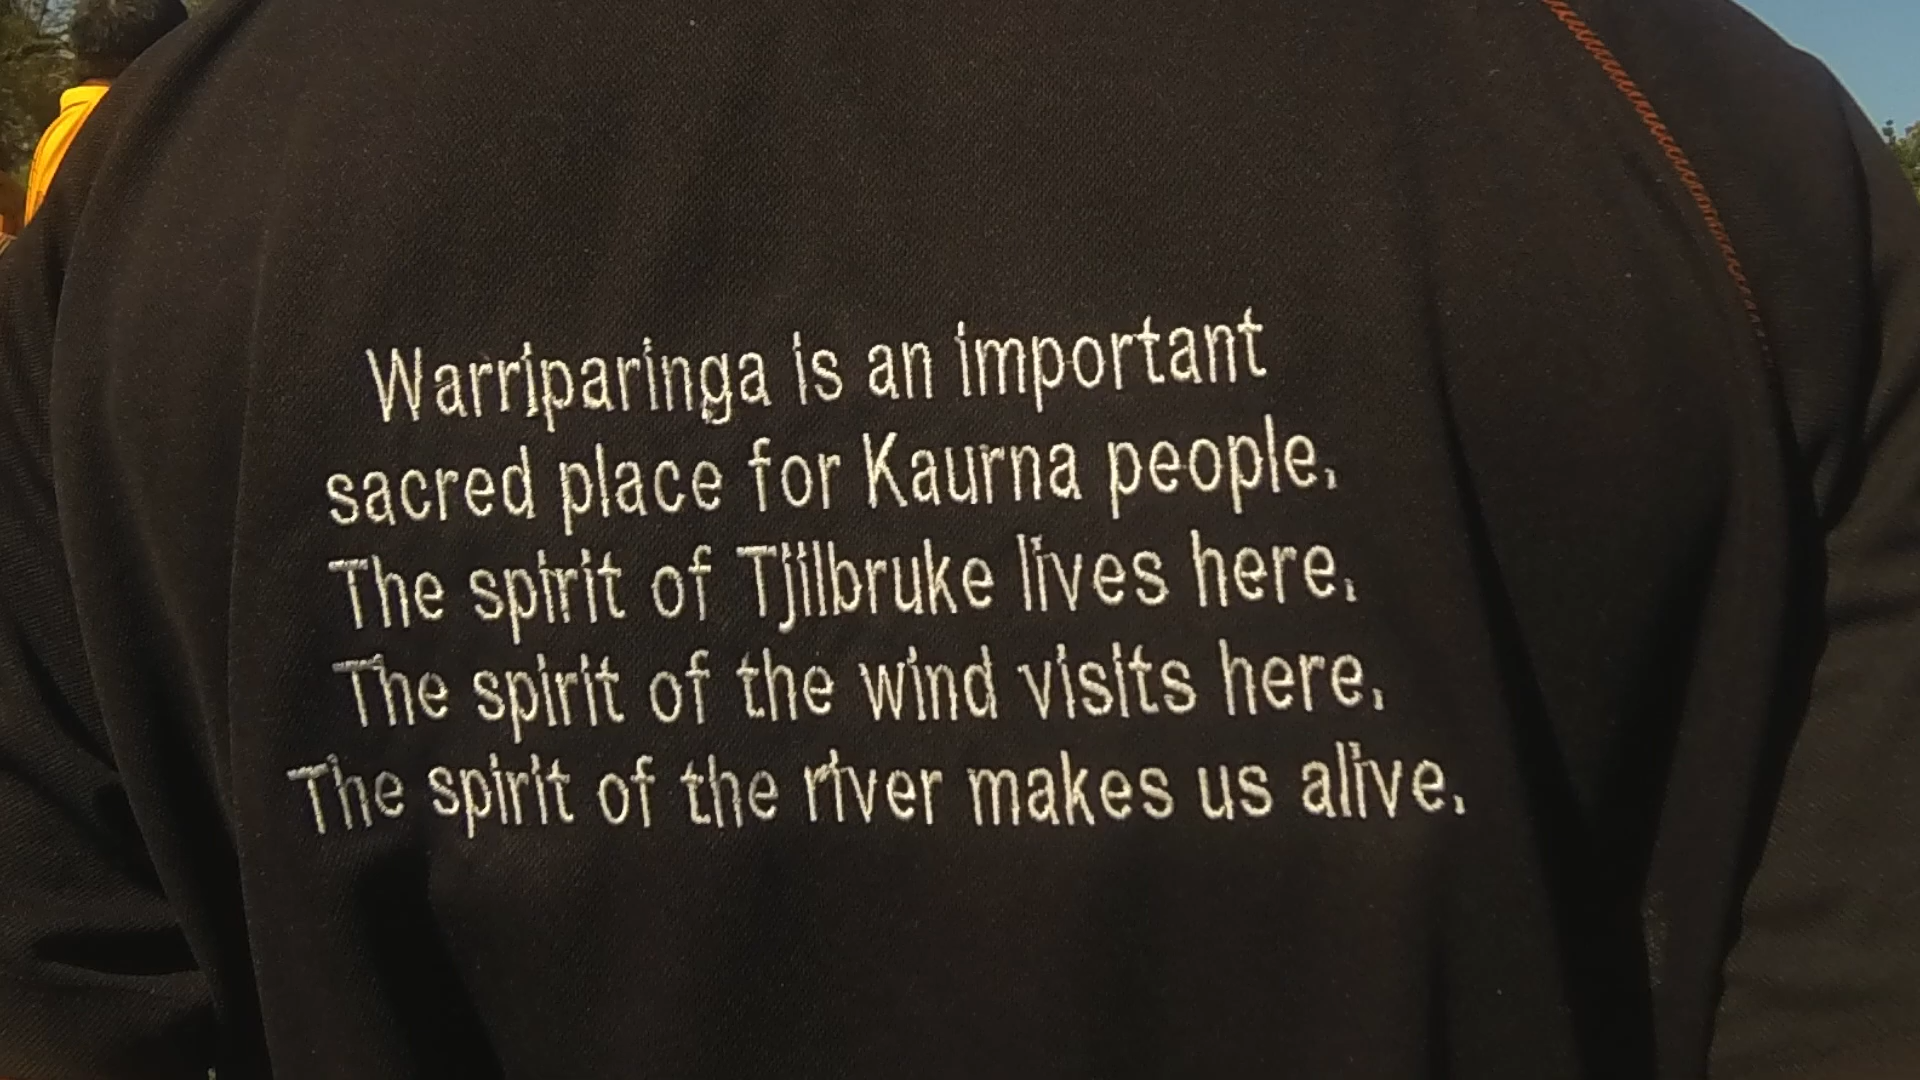 Warriparinga is an important
sacred place for Kaurna people.
The spirit of Tjilbruke lives here.
The spirit of the wind visits here.
The spirit of the river makes us alive.